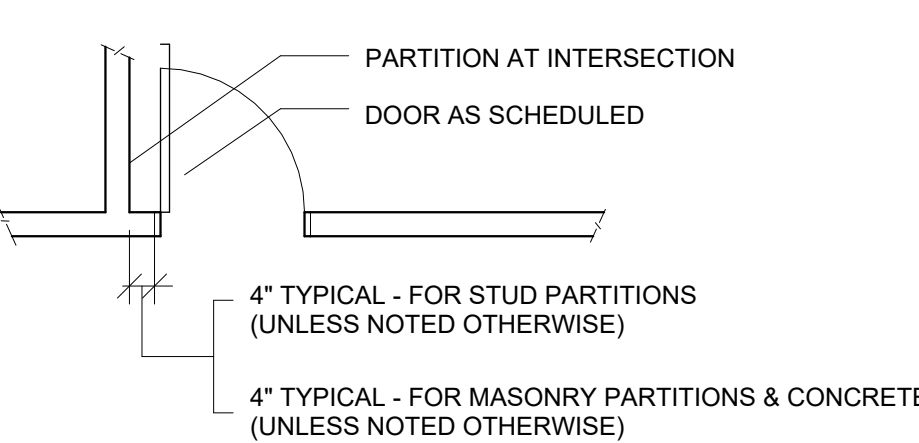 PARTITION AT INTERSECTION
DOOR AS SCHEDULED
4" TYPICAL - FOR STUD PARTITIONS
(UNLESS NOTED OTHERWISE)
4" TYPICAL - FOR MASONRY PARTITIONS & CONCRETE
(UNLESS NOTED OTHERWISE)